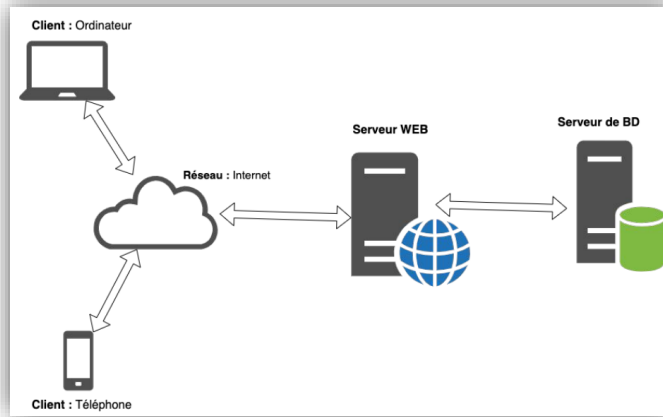 Client : Ordinateur
Serveur de BD
Serveur WEB
Réseau : Internet
Client : Téléphone